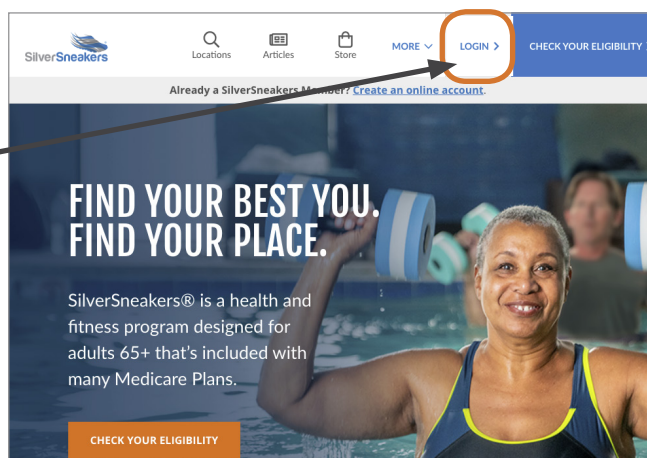 SilverSneakers
Locations
Articles
Store
MORE
LOGIN
CHECK YOUR ELIGIBILITY
Already a SilverSneakers Member? Create an online account.
FIND YOUR BEST YOU.
FIND YOUR PLACE.
SilverSneakers® is a health and
fitness program designed for
adults 65+ that's included with
many Medicare Plans.
CHECK YOUR ELIGIBILITY